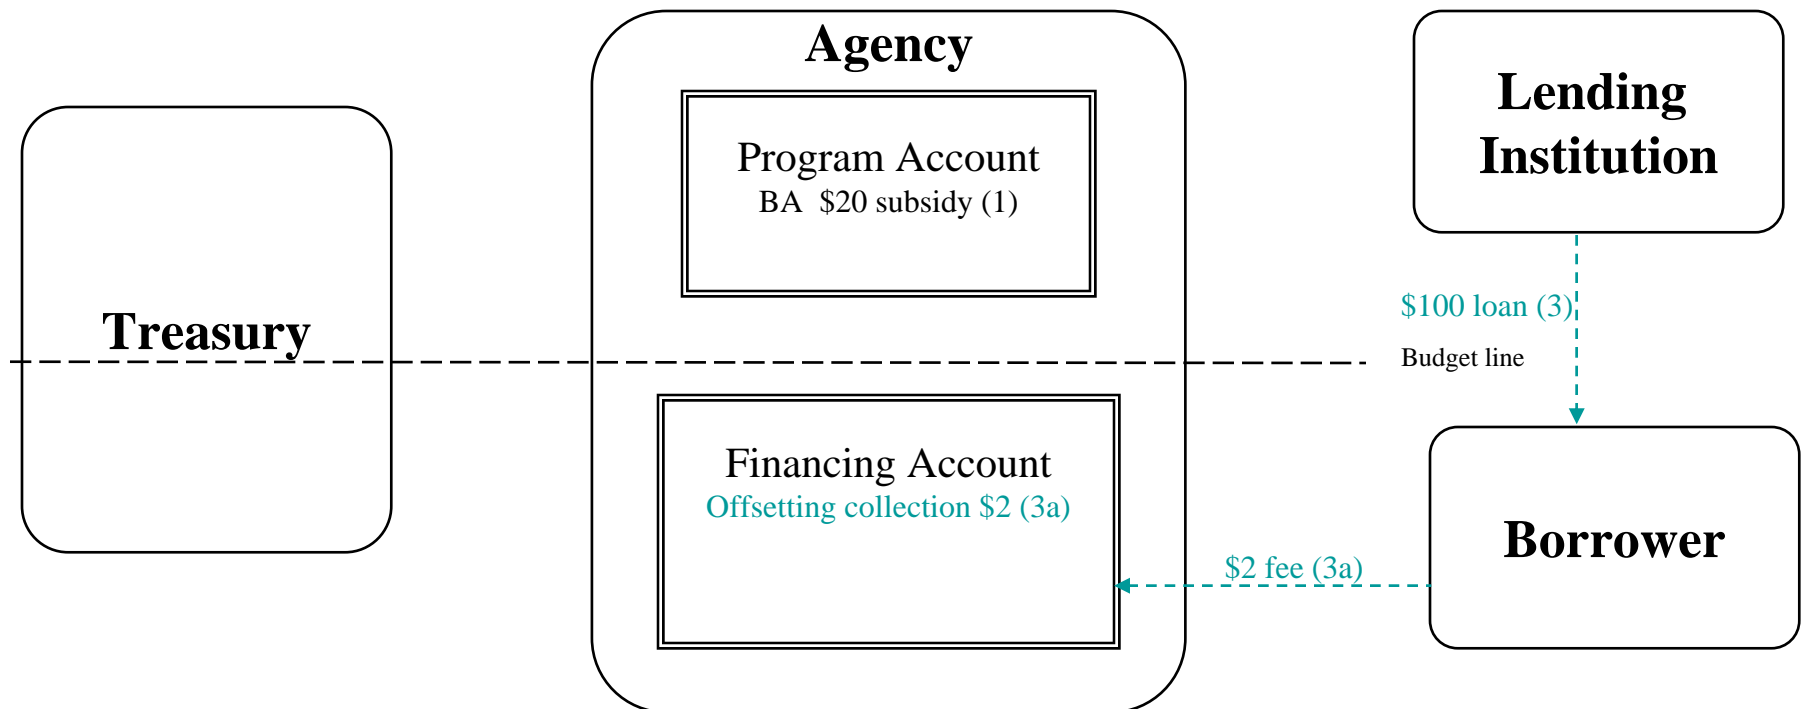 Agency
Program Account
BA  $20 subsidy (1)
Lending
Institution
Treasury
$100 loan (3)
Budget line
Financing Account
Offsetting collection $2 (3a)
$2 fee (3a)
Borrower